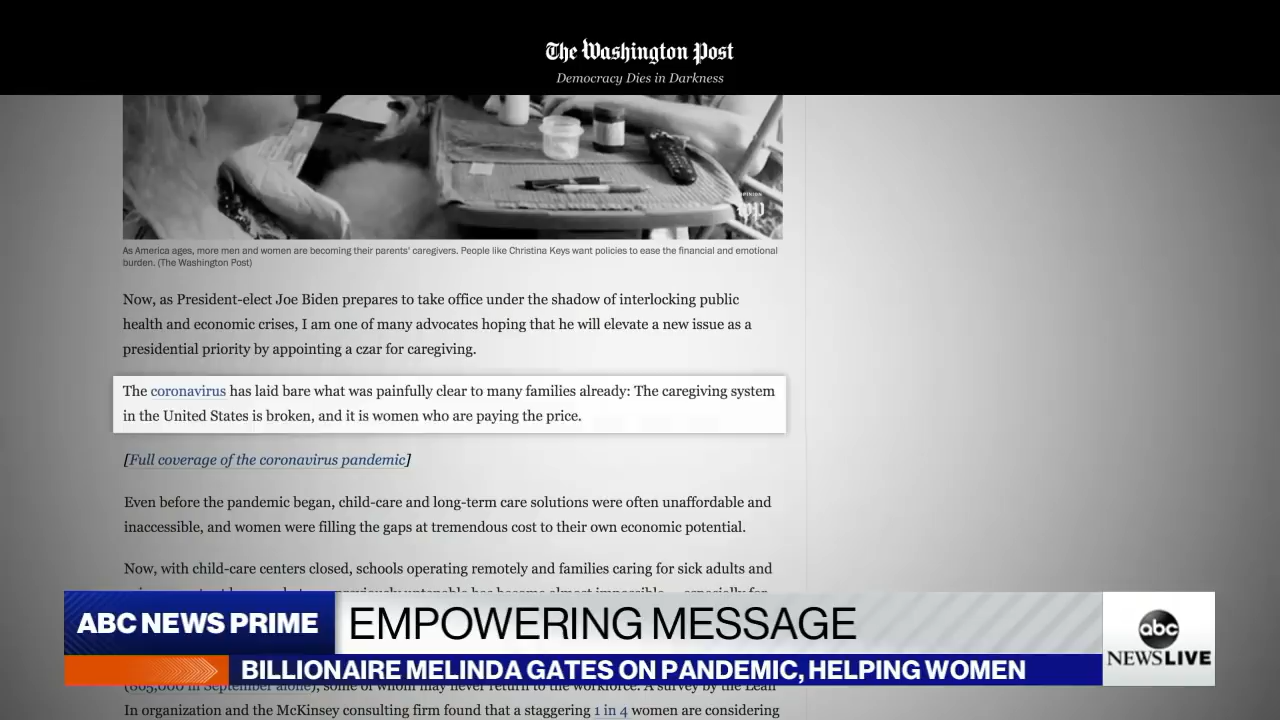 The Washington Post
Democracy Dies in Darkness
OPINION
As America ages, more men and women are becoming their parents' caregivers. People like Christina Keys want policies to ease the financial and emotional
burden. (The Washington Post)
Now, as President-elect Joe Biden prepares to take office under the shadow of interlocking public
health and economic crises, I am one of many advocates hoping that he will elevate a new issue as a
presidential priority by appointing a czar for caregiving.
The coronavirus has laid bare what was painfully clear to many families already: The caregiving system
in the United States is broken, and it is women who are paying the price.
[Full coverage of the coronavirus pandemic]
Even before the pandemic began, child-care and long-term care solutions were often unaffordable and
inaccessible, and women were filling the gaps at tremendous cost to their own economic potential.
Now, with child-care centers closed, schools operating remotely and families caring for sick adults and
ABC NEWS PRIME
EMPOWERING MESSAGE
BILLIONAIRE MELINDA GATES ON PANDEMIC, HELPING WOMEN
abc
NEWS LIVE
In organization and the McKinsey consulting firm found that a staggering 1 in 4 women are considering